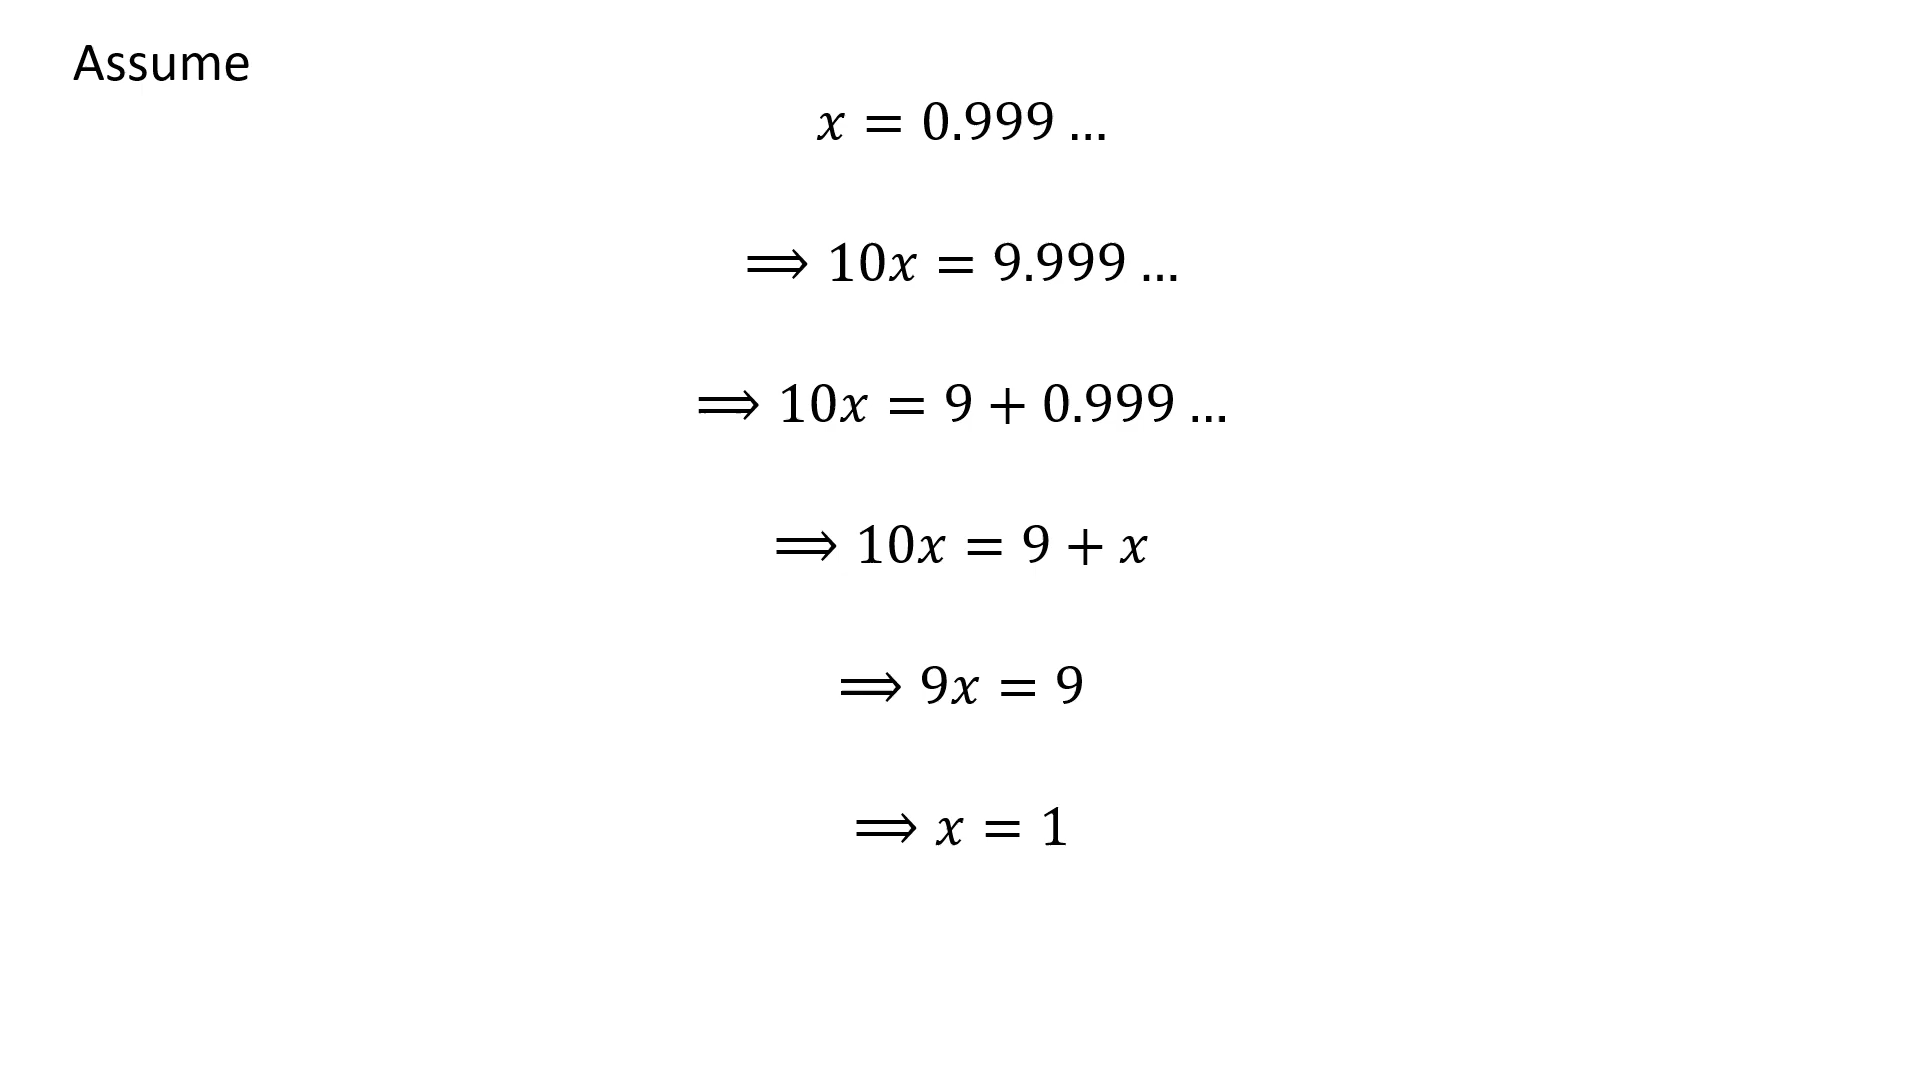 Assume
x = 0.999 ...
⟹ 10x = 9.999 ...
⟹ 10x = 9 + 0.999 ...
⟹ 10x = 9 + x
⟹ 9x = 9
⟹ x = 1